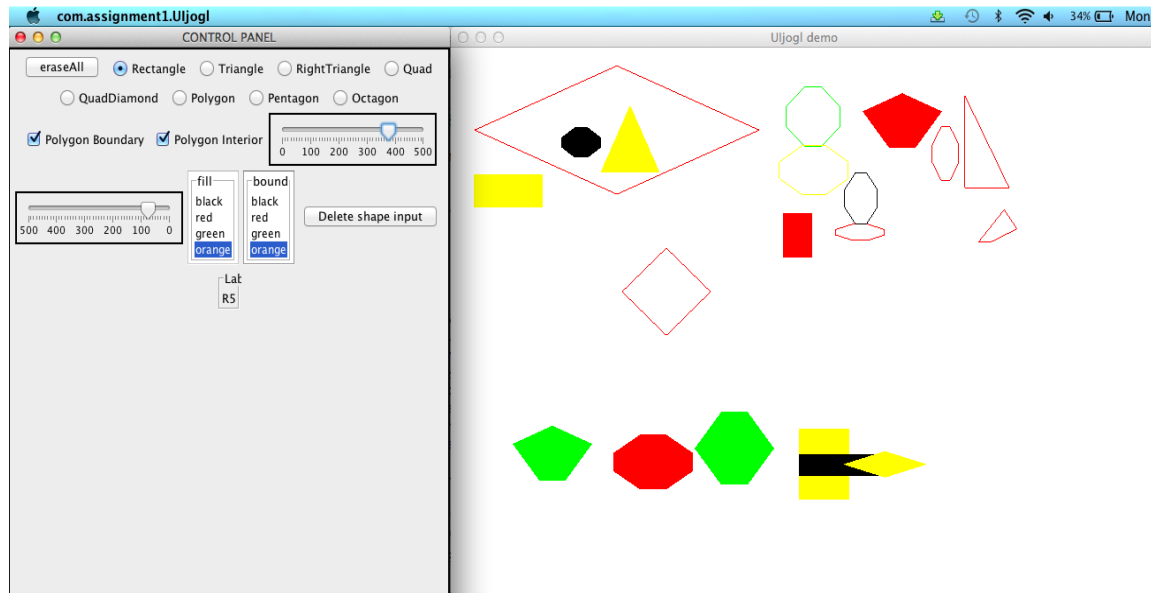 com.assignment1.UIjogl 34% Mon
CONTROL PANEL UIjogl demo
eraseAll Rectangle Triangle RightTriangle Quad
QuadDiamond Polygon Pentagon Octagon
Polygon Boundary Polygon Interior
0 100 200 300 400 500
fill bound
black black
red red
green green
orange orange
500 400 300 200 100 0
Delete shape input
Lab
R5